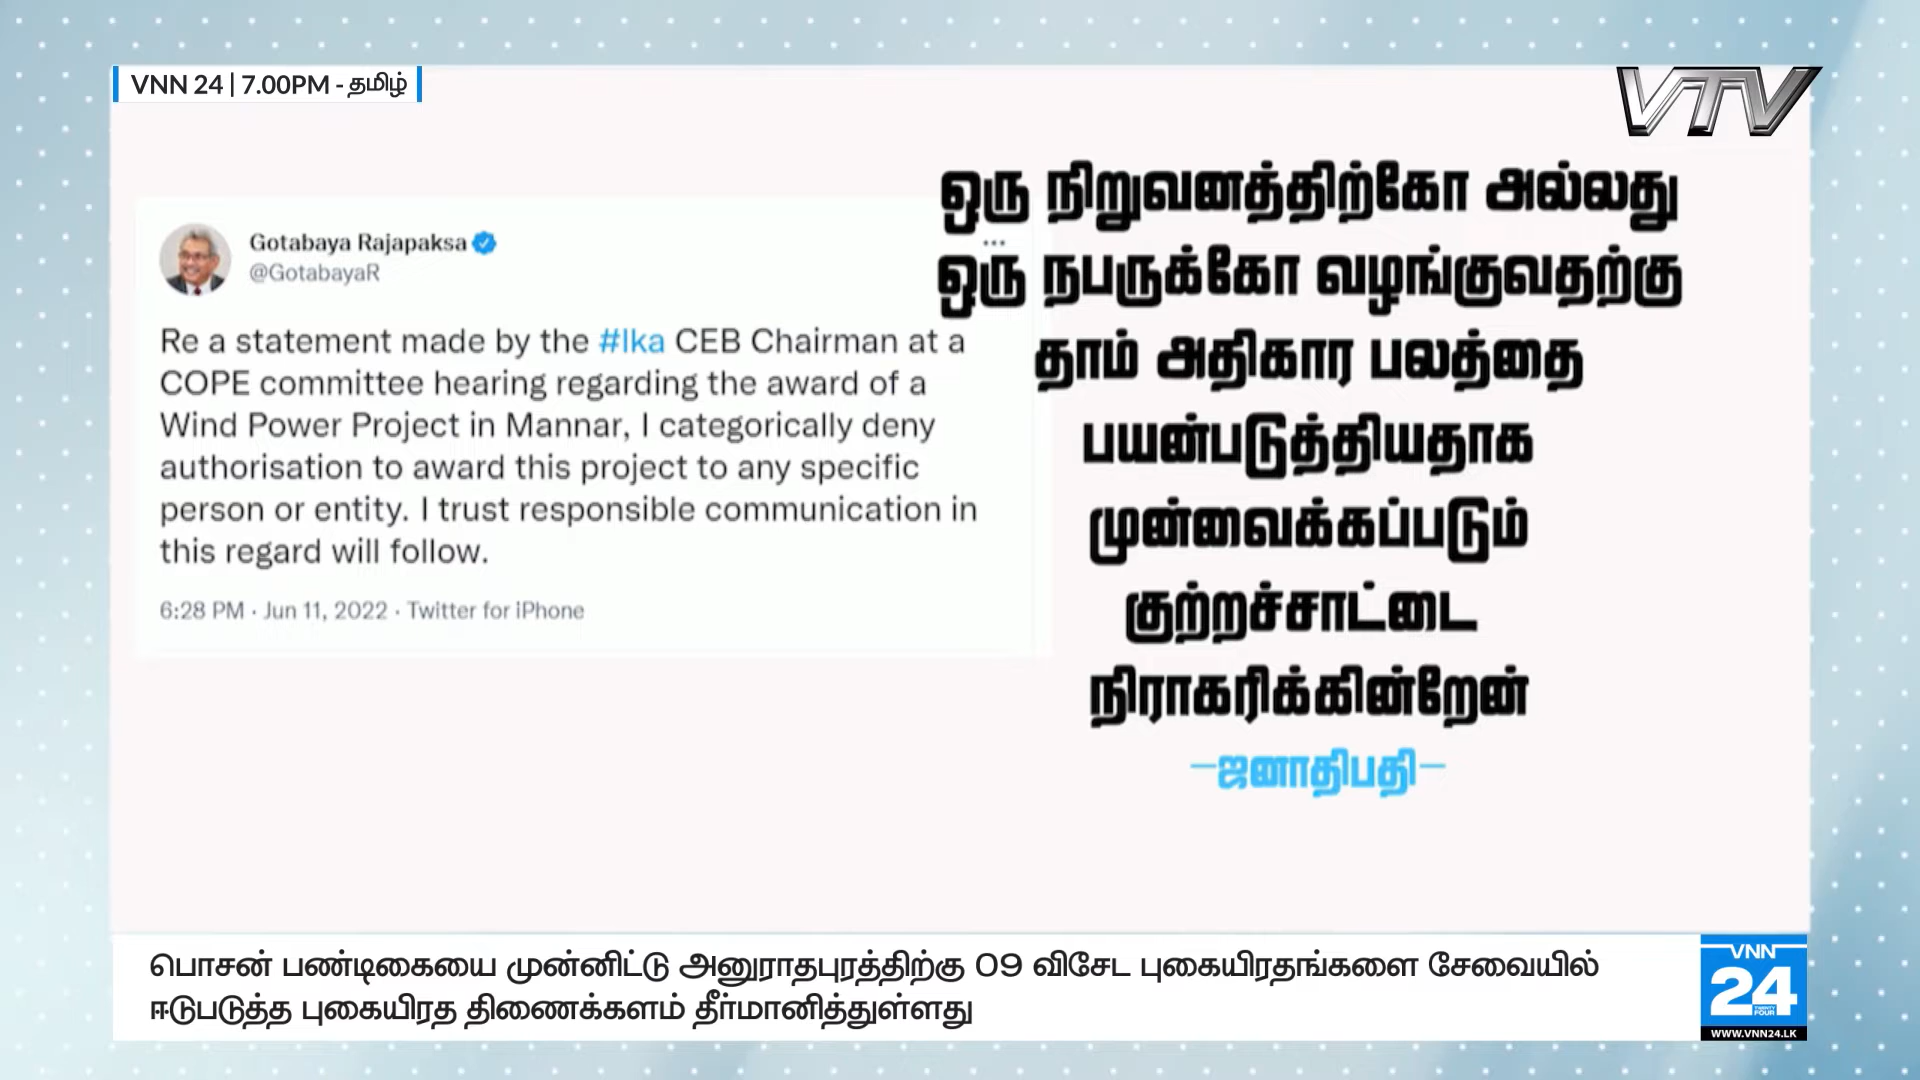 VNN 24 | 7.00PM - தமிழ்
VTV
Gotabaya Rajapaksa
@GotabayaR
...
Re a statement made by the #lka CEB Chairman at a
COPE committee hearing regarding the award of a
Wind Power Project in Mannar, I categorically deny
authorisation to award this project to any specific
person or entity. I trust responsible communication in
this regard will follow.
6:28 PM · Jun 11, 2022 · Twitter for iPhone
ஒரு நிறுவனத்திற்கோ அல்லது
ஒரு நபருக்கோ வழங்குவதற்கு
தாம் அதிகார பலத்தை
பயன்படுத்தியதாக
முன்வைக்கப்படும்
குற்றச்சாட்டை
நிராகரிக்கின்றேன்
–ஜனாதிபதி–
பொசன் பண்டிகையை முன்னிட்டு அனுராதபுரத்திற்கு 09 விசேட புகையிரதங்களை சேவையில்
ஈடுபடுத்த புகையிரத திணைக்களம் தீர்மானித்துள்ளது
VNN
24
TWENTY
FOUR
WWW.VNN24.LK